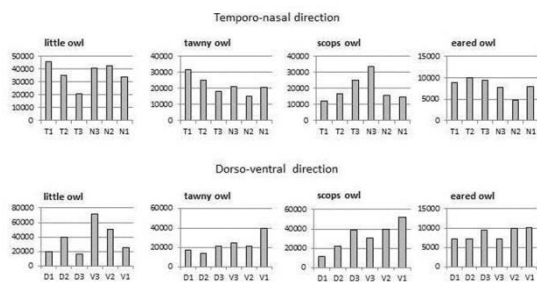 Temporo-nasal direction
little owl
50000
40000
30000
20000
10000
0
T1 T2 T3 N3 N2 N1
tawny owl
40000
30000
20000
10000
0
T1 T2 T3 N3 N2 N1
scops owl
40000
30000
20000
10000
0
T1 T2 T3 N3 N2 N1
eared owl
15000
10000
5000
0
T1 T2 T3 N3 N2 N1
Dorso-ventral direction
little owl
80000
60000
40000
20000
0
D1 D2 D3 V3 V2 V1
tawny owl
60000
40000
20000
0
D1 D2 D3 V3 V2 V1
scops owl
60000
40000
20000
0
D1 D2 D3 V3 V2 V1
eared owl
15000
10000
5000
0
D1 D2 D3 V3 V2 V1